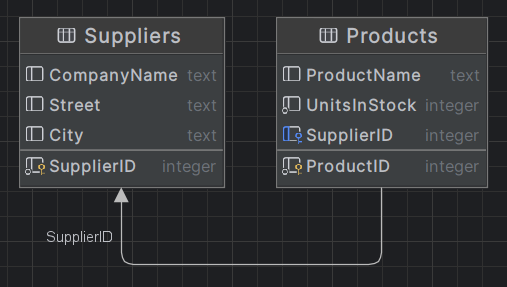 Suppliers
CompanyName text
Street text
City text
SupplierID integer
Products
ProductName text
UnitsInStock integer
SupplierID integer
ProductID integer
SupplierID